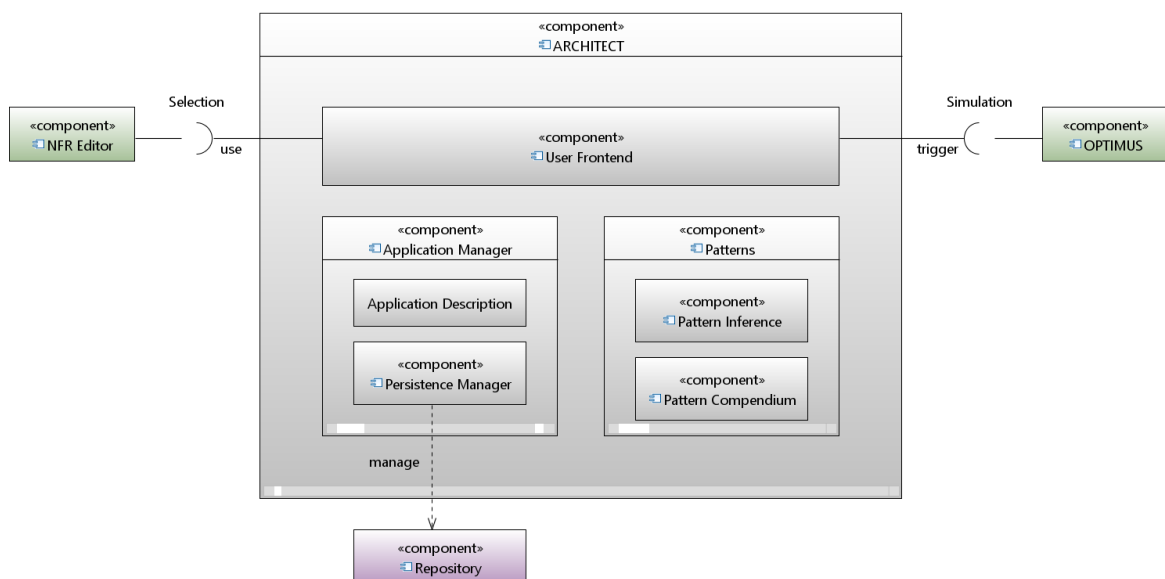 «component»
ARCHITECT
Selection
Simulation
«component»
NFR Editor
use
«component»
User Frontend
trigger
«component»
OPTIMUS
«component»
Application Manager
«component»
Patterns
Application Description
«component»
Pattern Inference
«component»
Persistence Manager
«component»
Pattern Compendium
manage
«component»
Repository